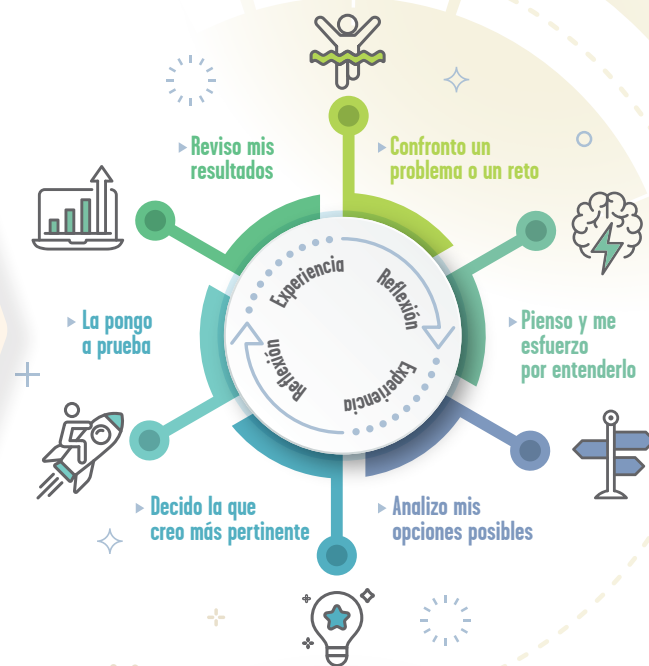 Confronto un
problema o un reto
Pienso y me
esfuerzo
por entenderlo
Analizo mis
opciones posibles
Decido la que
creo más pertinente
La pongo
a prueba
Reviso mis
resultados
Experiencia
Reflexión
Experiencia
Reflexión